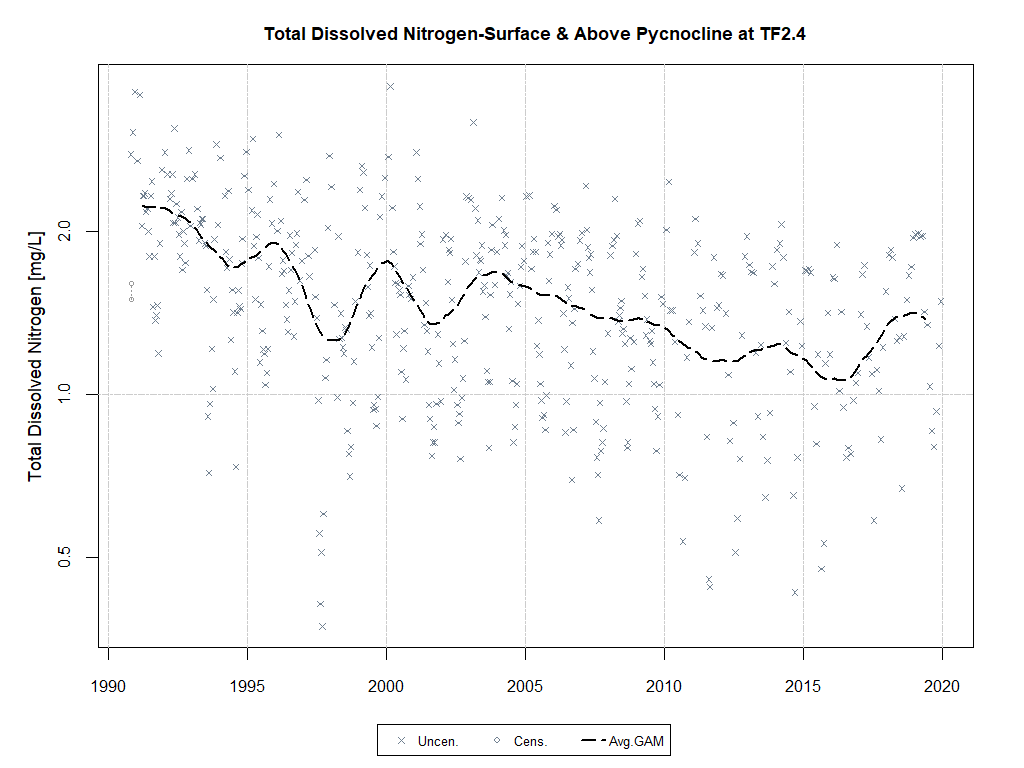 Total Dissolved Nitrogen-Surface & Above Pycnocline at TF2.4
Total Dissolved Nitrogen [mg/L]
2.0
1.0
0.5
1990 1995 2000 2005 2010 2015 2020
Uncen. Cens. Avg.GAM